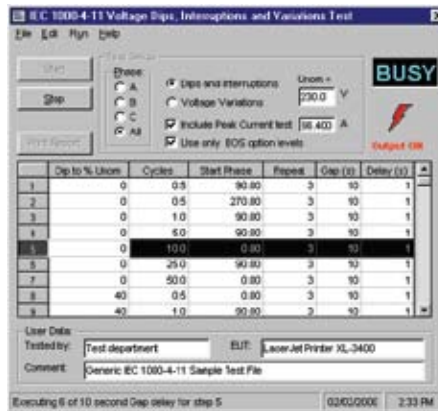 IEC 1000-4-11 Voltage Dips, Interruptions and Variations Test
File Edit Run Help
Start
Stop
Print Report
Test Setup
Phase:
A
B
C
All
Dips and Interruptions
Voltage Variations
Include Peak Current test
Use only EOS option levels
Unom =
230.0 V
A
BUSY
Output ON
Dip to % Unom Cycles Start Phase Repeat Gap (s) Delay (s)
1 0 0.5 90.00 3 10 1
2 0 0.5 270.00 3 10 1
3 0 1.0 90.00 3 10 1
4 0 5.0 90.00 3 10 1
5 0 10.0 0.00 3 10 1
6 0 25.0 90.00 3 10 1
7 0 50.0 0.00 3 10 1
8 40 0.5 0.00 3 10 1
9 40 1.0 90.00 3 10 1
User Data:
Tested by: Test department
EUT: LaserJet Printer XL-3400
Comment: Generic IEC 1000-4-11 Sample Test File
Executing 6 of 10 second Gap delay for step 5
2:33 PM